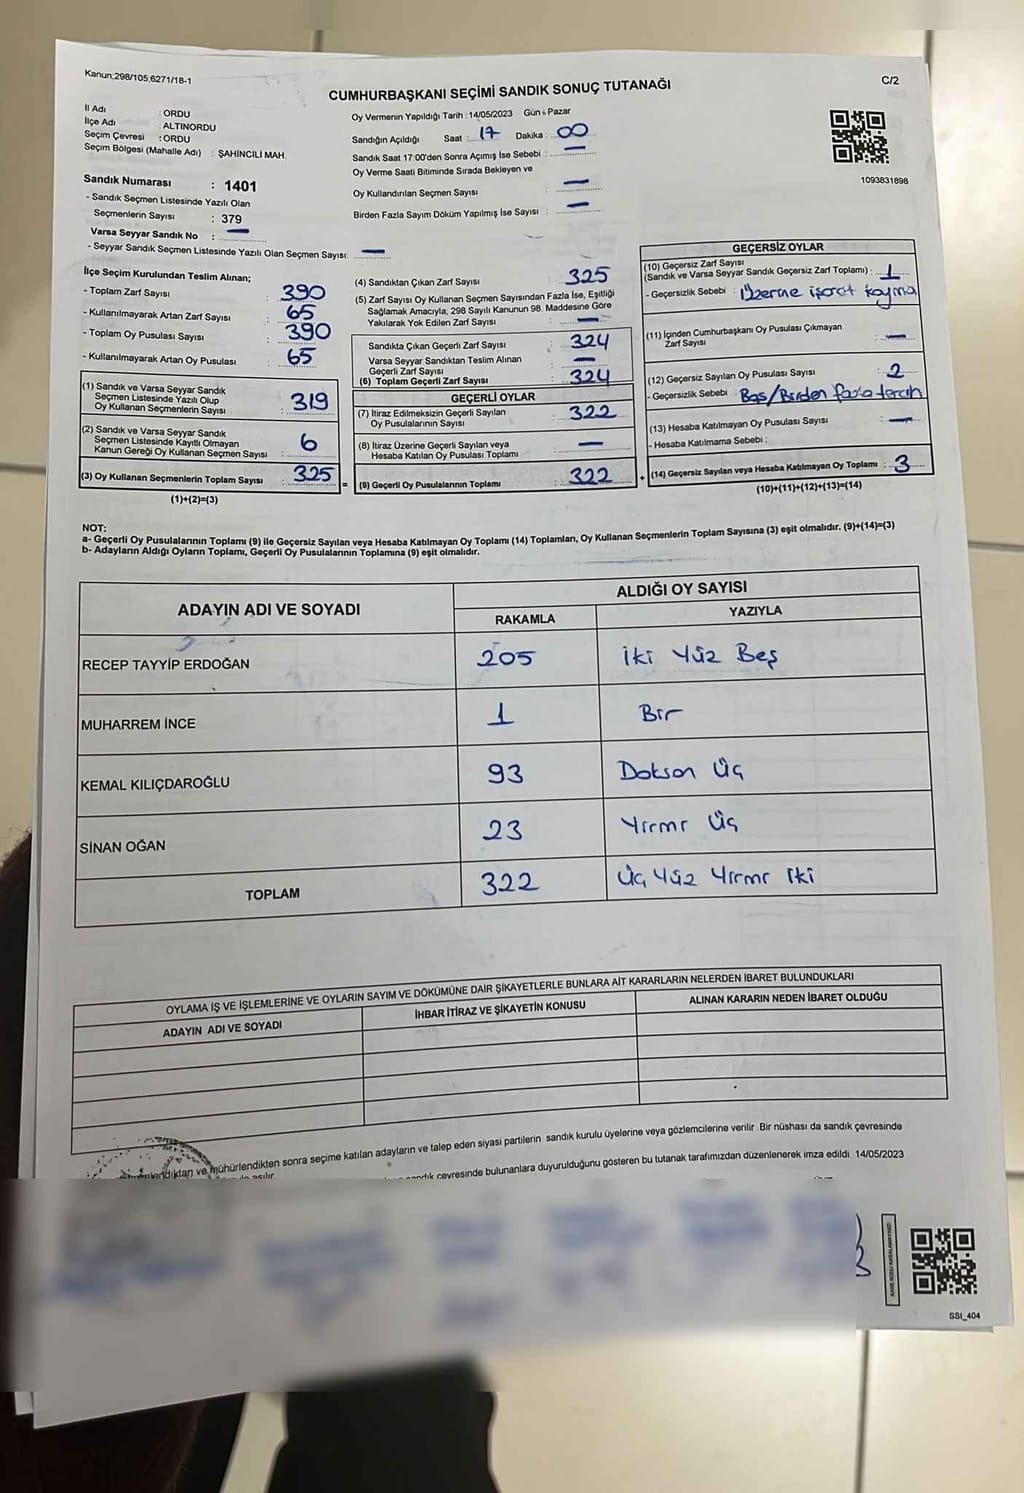 Kanun;298/105,6271/18-1
CUMHURBAŞKANI SEÇİMİ SANDIK SONUÇ TUTANAĞI
C/2
İl Adı : ORDU
İlçe Adı : ALTINORDU
Seçim Çevresi : ORDU
Seçim Bölgesi (Mahalle Adı) : ŞAHİNCİLİ MAH.
Sandık Numarası : 1401
- Sandık Seçmen Listesinde Yazılı Olan
Seçmenlerin Sayısı : 379
Varsa Seyyar Sandık No : —
- Seyyar Sandık Seçmen Listesinde Yazılı Olan Seçmen Sayısı: —
Oy Vermenin Yapıldığı Tarih : 14/05/2023 Gün : Pazar
Sandığın Açıldığı Saat : 17 Dakika : 00
Sandık Saat 17:00'den Sonra Açımış İse Sebebi : —
Oy Verme Saati Bitiminde Sırada Bekleyen ve
Oy Kullandırılan Seçmen Sayısı : —
Birden Fazla Sayım Döküm Yapılmış İse Sayısı : —
1093831898
İlçe Seçim Kurulundan Teslim Alınan;
- Toplam Zarf Sayısı : 390
- Kullanılmayarak Artan Zarf Sayısı : 65
- Toplam Oy Pusulası Sayısı : 390
- Kullanılmayarak Artan Oy Pusulası : 65
(1) Sandık ve Varsa Seyyar Sandık
Seçmen Listesinde Yazılı Olup
Oy Kullanan Seçmenlerin Sayısı : 319
(2) Sandık ve Varsa Seyyar Sandık
Seçmen Listesinde Kayıtlı Olmayan
Kanun Gereği Oy Kullanan Seçmen Sayısı : 6
(3) Oy Kullanan Seçmenlerin Toplam Sayısı : 325
(1)+(2)=(3)
(4) Sandıktan Çıkan Zarf Sayısı : 325
(5) Zarf Sayısı Oy Kullanan Seçmen Sayısından Fazla İse, Eşitliği
Sağlamak Amacıyla, 298 Sayılı Kanunun 98. Maddesine Göre
Yakılarak Yok Edilen Zarf Sayısı : —
Sandıkta Çıkan Geçerli Zarf Sayısı : 324
Varsa Seyyar Sandıktan Teslim Alınan
Geçerli Zarf Sayısı : —
(6) Toplam Geçerli Zarf Sayısı : 324
GEÇERLİ OYLAR
(7) İtiraz Edilmeksizin Geçerli Sayılan
Oy Pusulalarının Sayısı : 322
(8) İtiraz Üzerine Geçerli Sayılan veya
Hesaba Katılan Oy Pusulası Toplamı : —
(9) Geçerli Oy Pusulalarının Toplamı : 322
GEÇERSİZ OYLAR
(10) Geçersiz Zarf Sayısı
(Sandık ve Varsa Seyyar Sandık Geçersiz Zarf Toplamı) : 1
- Geçersizlik Sebebi : Üzerine işaret koyma
(11) İçinden Cumhurbaşkanı Oy Pusulası Çıkmayan
Zarf Sayısı : —
(12) Geçersiz Sayılan Oy Pusulası Sayısı : 2
- Geçersizlik Sebebi : Boş/Birden fazla tercih
(13) Hesaba Katılmayan Oy Pusulası Sayısı : —
- Hesaba Katılmama Sebebi :
(14) Geçersiz Sayılan veya Hesaba Katılmayan Oy Toplamı : 3
(10)+(11)+(12)+(13)=(14)
NOT:
a- Geçerli Oy Pusulalarının Toplamı (9) ile Geçersiz Sayılan veya Hesaba Katılmayan Oy Toplamı (14) Toplamları, Oy Kullanan Seçmenlerin Toplam Sayısına (3) eşit olmalıdır. (9)+(14)=(3)
b- Adayların Aldığı Oyların Toplamı, Geçerli Oy Pusulalarının Toplamına (9) eşit olmalıdır.
ADAYIN ADI VE SOYADI
ALDIĞI OY SAYISI
RAKAMLA YAZIYLA
RECEP TAYYİP ERDOĞAN 205 İki Yüz Beş
MUHARREM İNCE 1 Bir
KEMAL KILIÇDAROĞLU 93 Doksan Üç
SİNAN OĞAN 23 Yirmi Üç
TOPLAM 322 Üç Yüz Yirmi İki
OYLAMA İŞ VE İŞLEMLERİNE VE OYLARIN SAYIM VE DÖKÜMÜNE DAİR ŞİKAYETLERLE BUNLARA AİT KARARLARIN NELERDEN İBARET BULUNDUKLARI
ADAYIN ADI VE SOYADI İHBAR İTİRAZ VE ŞİKAYETİN KONUSU ALINAN KARARIN NEDEN İBARET OLDUĞU
ve mühürlendikten sonra seçime katılan adayların ve talep eden siyasi partilerin sandık kurulu üyelerine veya gözlemcilerine verilir. Bir nüshası da sandık çevresinde
asılır.
çevresinde bulunanlara duyurulduğunu gösteren bu tutanak tarafımızdan düzenlenerek imza edildi. 14/05/2023
SSI_404